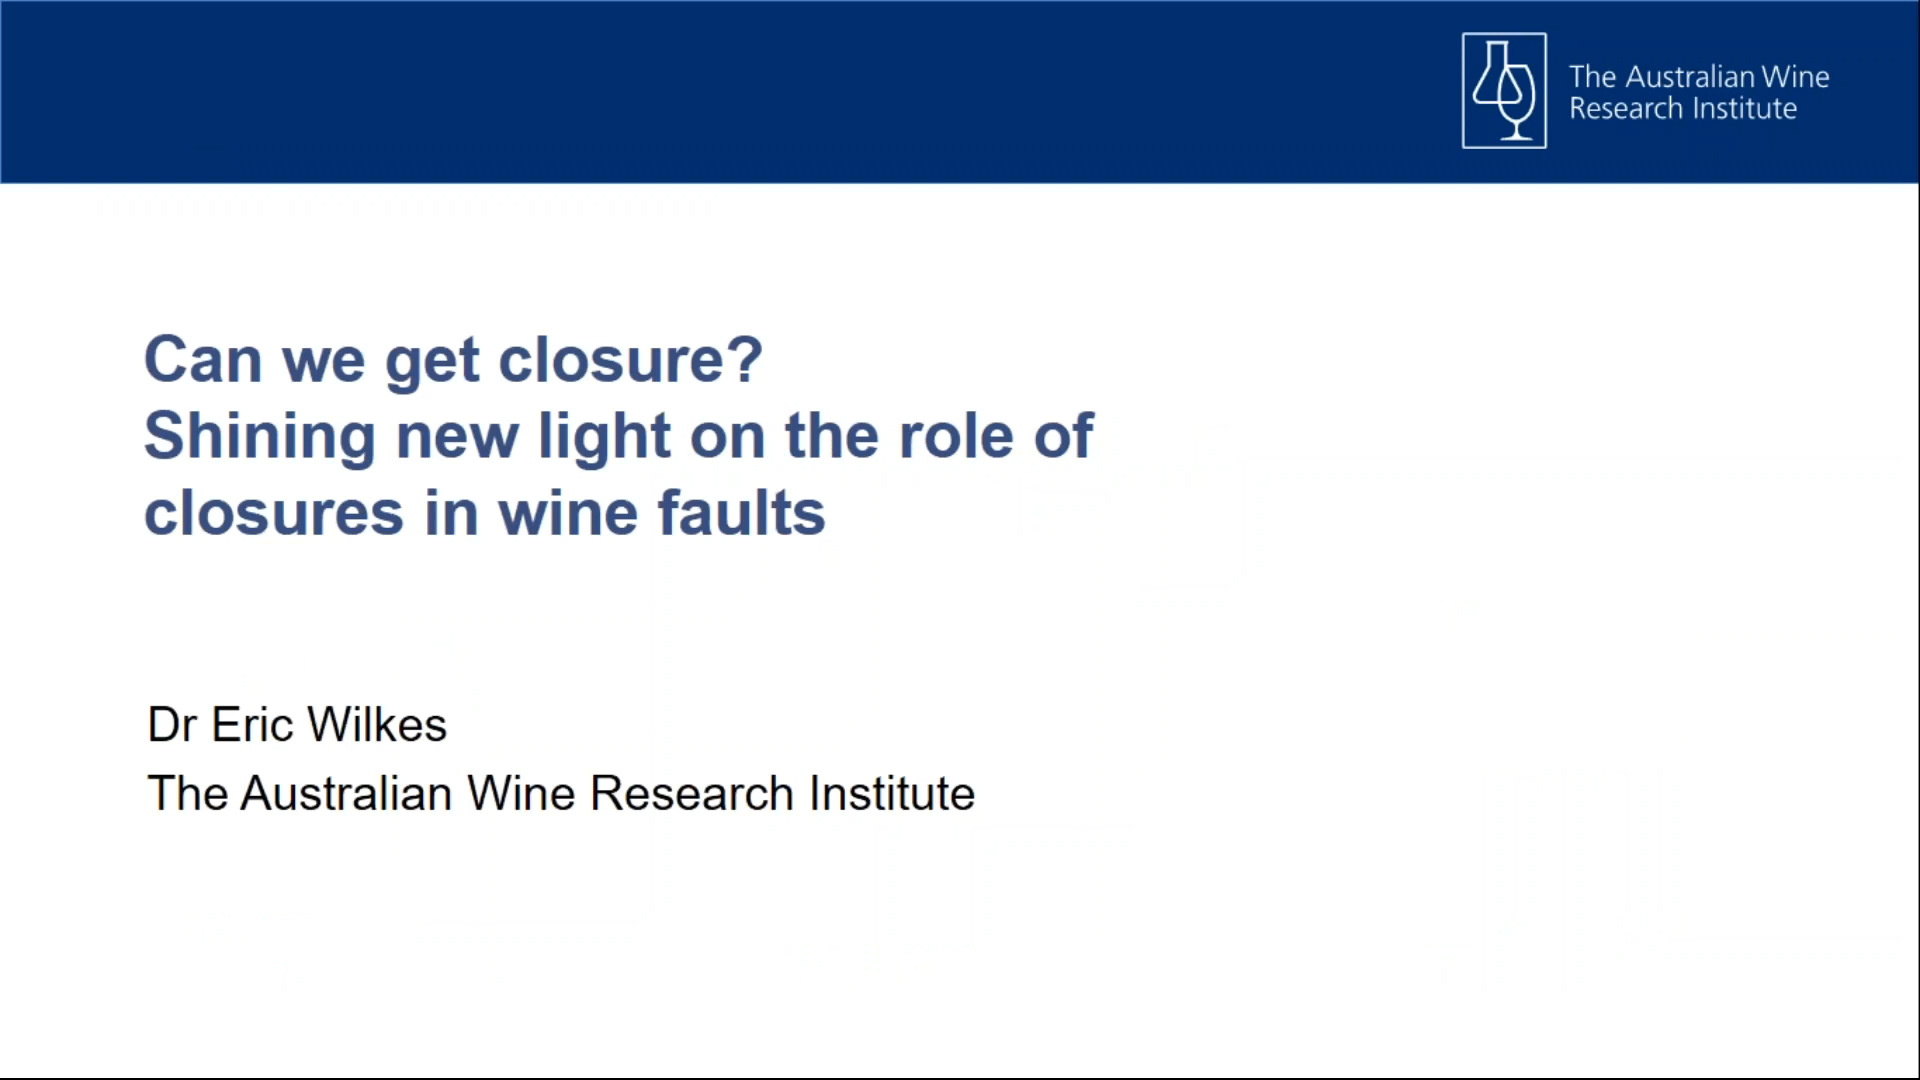 The Australian Wine
Research Institute
Can we get closure?
Shining new light on the role of
closures in wine faults
Dr Eric Wilkes
The Australian Wine Research Institute